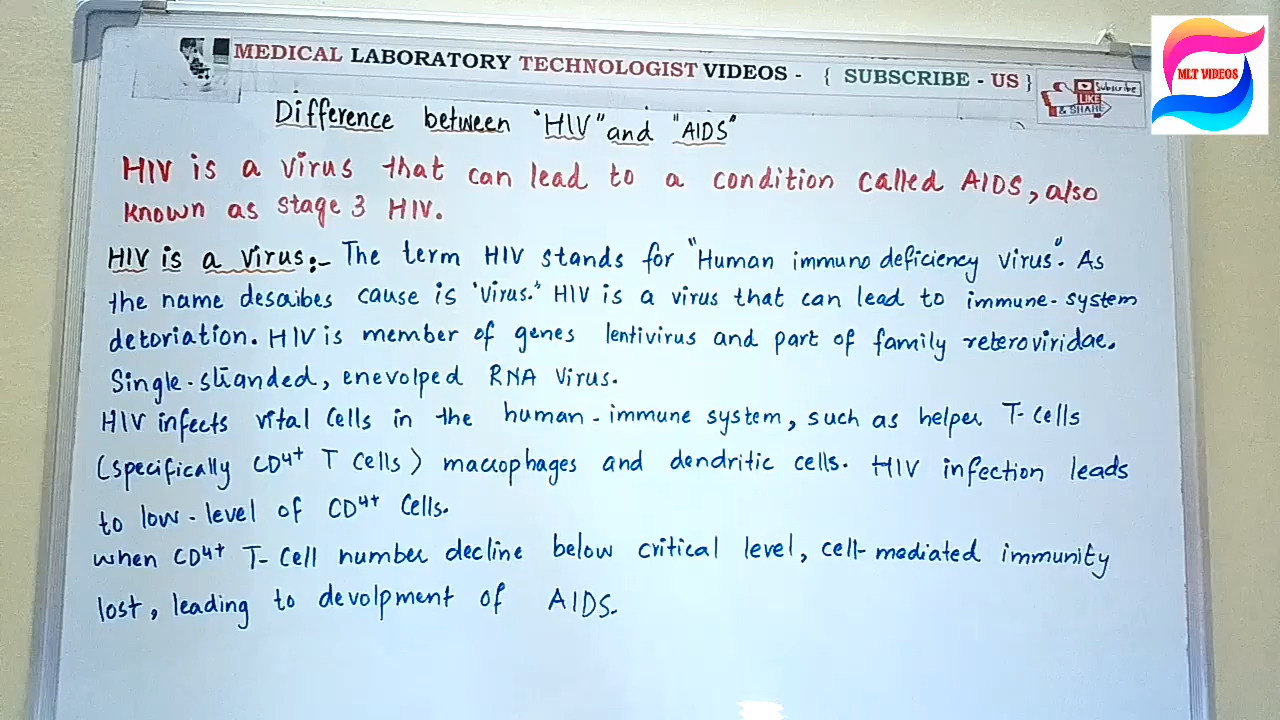 MEDICAL LABORATORY TECHNOLOGIST VIDEOS - { SUBSCRIBE - US }
Subscribe
LIKE
& SHARE
MLT VIDEOS
Difference between "HIV" and "AIDS"
HIV is a virus that can lead to a condition called AIDS, also
known as stage 3 HIV.
HIV is a virus:- The term HIV stands for "Human immuno deficiency virus". As
the name describes cause is 'virus." HIV is a virus that can lead to immune-system
detoriation. HIV is member of genes lentivirus and part of family reteroviridae.
Single-stranded, enevolped RNA virus.
HIV infects vital cells in the human-immune system, such as helper T-cells
(specifically CD4+ T cells) macrophages and dendritic cells. HIV infection leads
to low-level of CD4+ cells.
when CD4+ T-cell number decline below critical level, cell-mediated immunity
lost, leading to devolpment of AIDS.